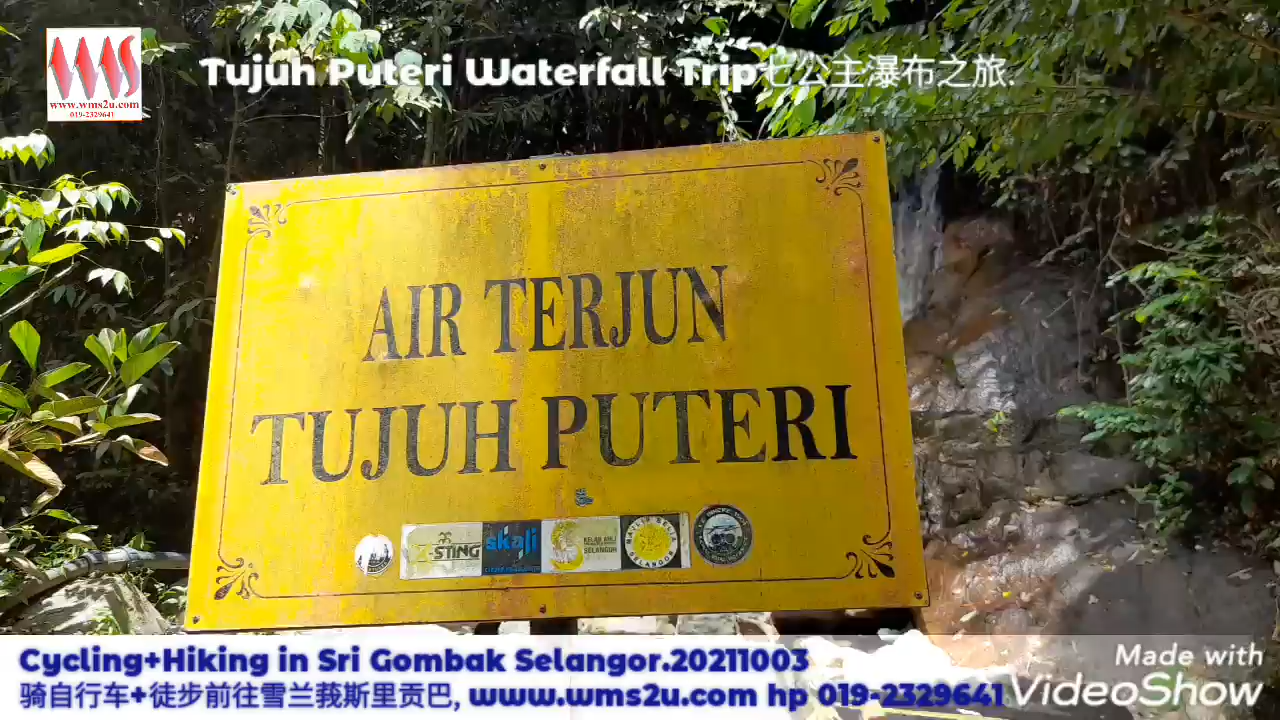 WMS
www.wms2u.com
019-2329641
Tujuh Puteri Waterfall Trip七公主瀑布之旅.
AIR TERJUN
TUJUH PUTERI
X-STING
skali
SELANGOR
SELANGOR
Cycling+Hiking in Sri Gombak Selangor.20211003
骑自行车+徒步前往雪兰莪斯里贡巴, www.wms2u.com hp 019-2329641
Made with
VideoShow